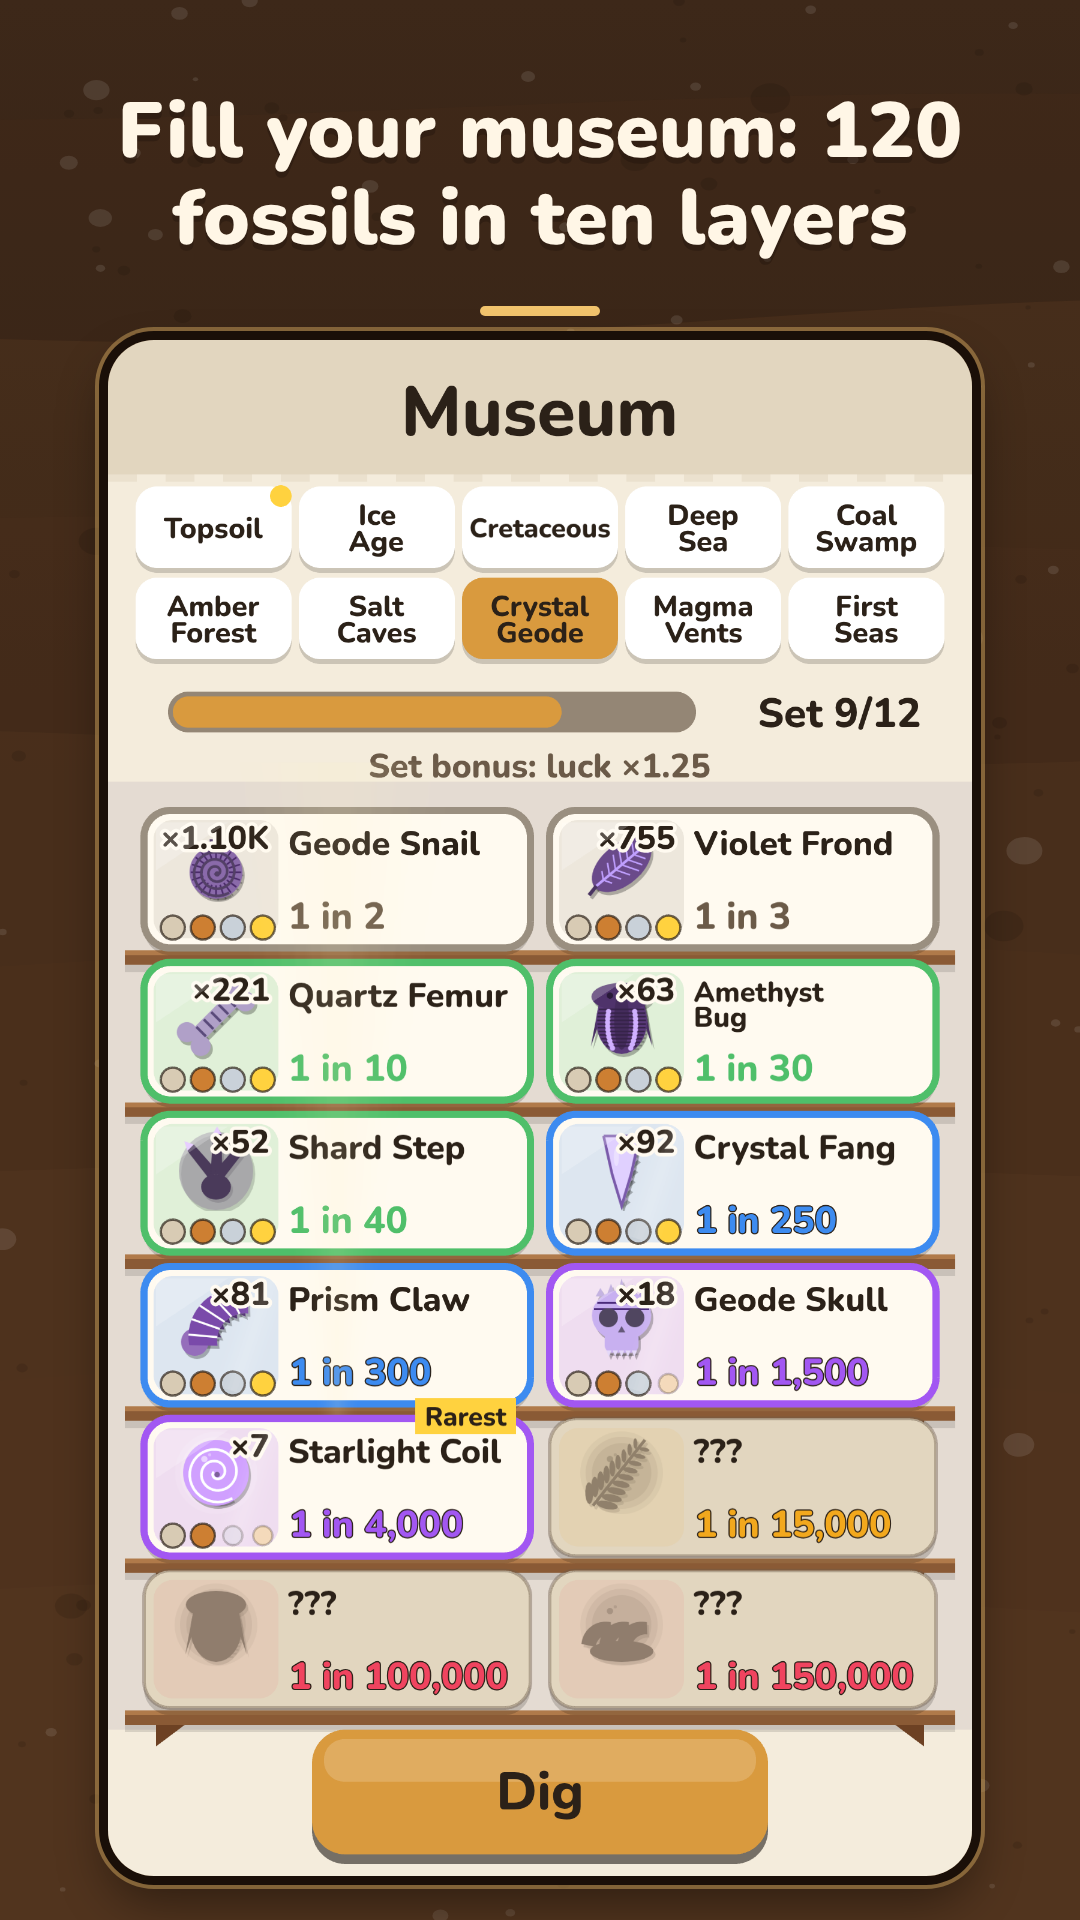 Fill your museum: 120
fossils in ten layers
Museum
Topsoil
Ice
Age
Cretaceous
Deep
Sea
Coal
Swamp
Amber
Forest
Salt
Caves
Crystal
Geode
Magma
Vents
First
Seas
Set 9/12
Set bonus: luck ×1.25
×1.10K
Geode Snail
1 in 2
×755
Violet Frond
1 in 3
×221
Quartz Femur
1 in 10
×63
Amethyst
Bug
1 in 30
×52
Shard Step
1 in 40
×92
Crystal Fang
1 in 250
×81
Prism Claw
1 in 300
×18
Geode Skull
1 in 1,500
Rarest
×7
Starlight Coil
1 in 4,000
???
1 in 15,000
???
1 in 100,000
???
1 in 150,000
Dig